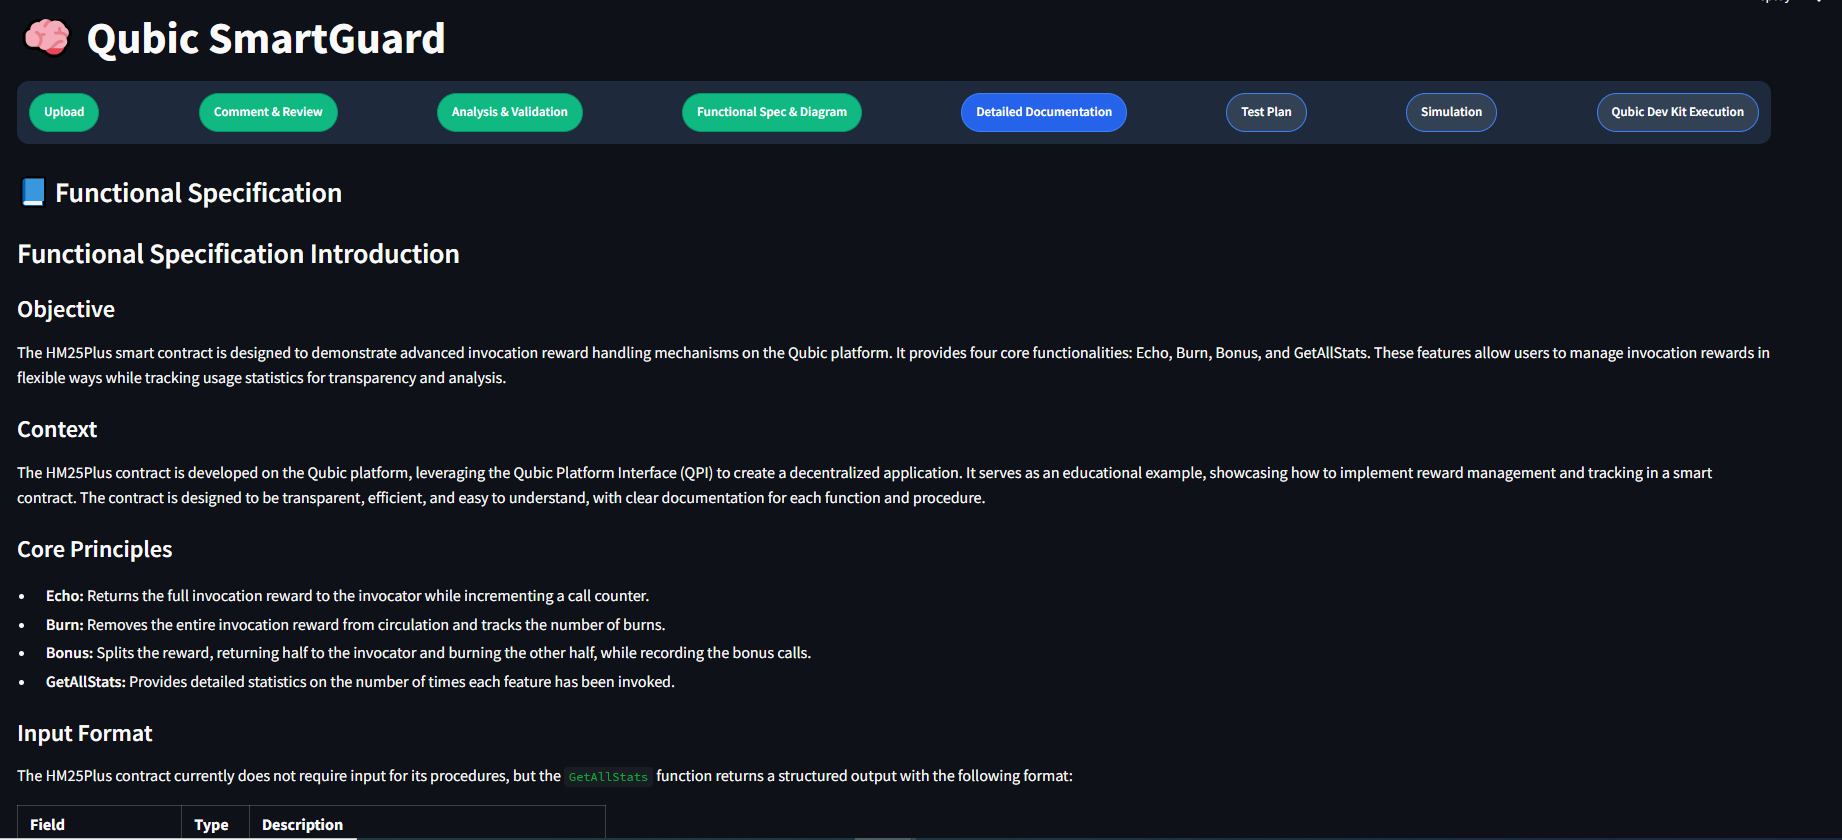 Qubic SmartGuard
Upload
Comment & Review
Analysis & Validation
Functional Spec & Diagram
Detailed Documentation
Test Plan
Simulation
Qubic Dev Kit Execution
Functional Specification
Functional Specification Introduction
Objective
The HM25Plus smart contract is designed to demonstrate advanced invocation reward handling mechanisms on the Qubic platform. It provides four core functionalities: Echo, Burn, Bonus, and GetAllStats. These features allow users to manage invocation rewards in
flexible ways while tracking usage statistics for transparency and analysis.
Context
The HM25Plus contract is developed on the Qubic platform, leveraging the Qubic Platform Interface (QPI) to create a decentralized application. It serves as an educational example, showcasing how to implement reward management and tracking in a smart
contract. The contract is designed to be transparent, efficient, and easy to understand, with clear documentation for each function and procedure.
Core Principles
• Echo: Returns the full invocation reward to the invocator while incrementing a call counter.
• Burn: Removes the entire invocation reward from circulation and tracks the number of burns.
• Bonus: Splits the reward, returning half to the invocator and burning the other half, while recording the bonus calls.
• GetAllStats: Provides detailed statistics on the number of times each feature has been invoked.
Input Format
The HM25Plus contract currently does not require input for its procedures, but the GetAllStats function returns a structured output with the following format:
Field Type Description